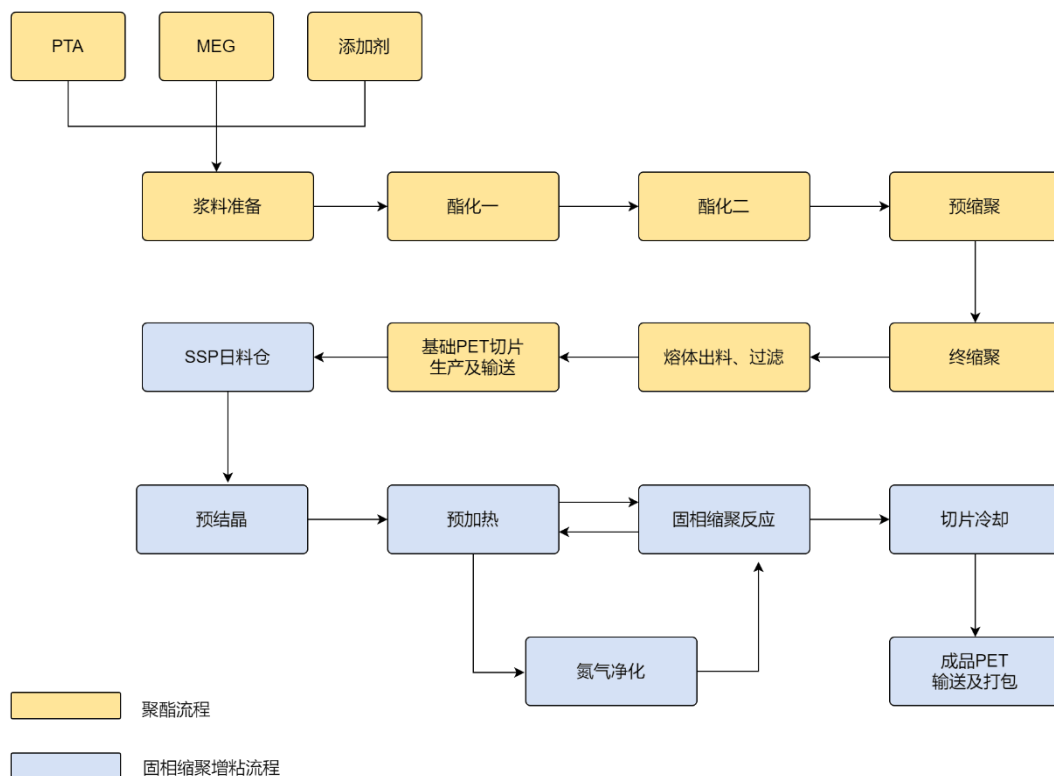 PTA
MEG
添加剂
浆料准备
酯化一
酯化二
预缩聚
SSP日料仓
基础PET切片
生产及输送
熔体出料、过滤
终缩聚
预结晶
预加热
固相缩聚反应
切片冷却
氮气净化
成品PET
输送及打包
聚酯流程
固相缩聚增粘流程